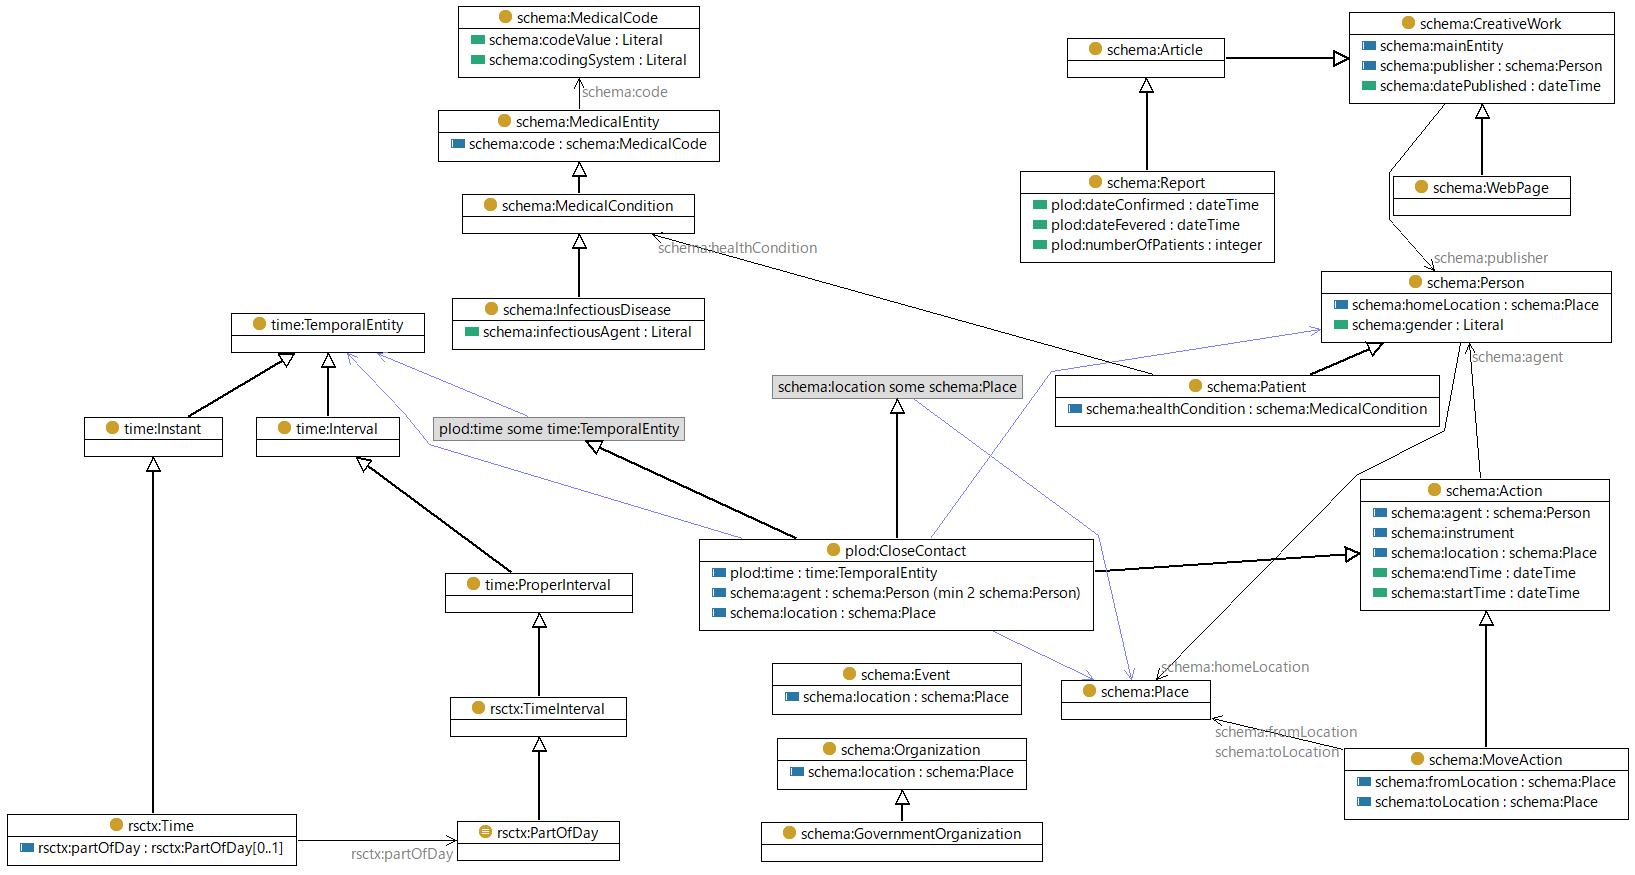 schema:MedicalCode
schema:codeValue : Literal
schema:codingSystem : Literal
schema:code
schema:MedicalEntity
schema:code : schema:MedicalCode
schema:MedicalCondition
schema:healthCondition
schema:InfectiousDisease
schema:infectiousAgent : Literal
schema:Article
schema:CreativeWork
schema:mainEntity
schema:publisher : schema:Person
schema:datePublished : dateTime
schema:Report
plod:dateConfirmed : dateTime
plod:dateFevered : dateTime
plod:numberOfPatients : integer
schema:WebPage
schema:publisher
schema:Person
schema:homeLocation : schema:Place
schema:gender : Literal
schema:agent
schema:Patient
schema:healthCondition : schema:MedicalCondition
time:TemporalEntity
time:Instant
time:Interval
plod:time some time:TemporalEntity
schema:location some schema:Place
schema:Action
schema:agent : schema:Person
schema:instrument
schema:location : schema:Place
schema:endTime : dateTime
schema:startTime : dateTime
plod:CloseContact
plod:time : time:TemporalEntity
schema:agent : schema:Person (min 2 schema:Person)
schema:location : schema:Place
time:ProperInterval
rsctx:TimeInterval
schema:Event
schema:location : schema:Place
schema:homeLocation
schema:Place
schema:fromLocation
schema:toLocation
schema:Organization
schema:location : schema:Place
schema:MoveAction
schema:fromLocation : schema:Place
schema:toLocation : schema:Place
schema:GovernmentOrganization
rsctx:Time
rsctx:partOfDay : rsctx:PartOfDay[0..1]
rsctx:partOfDay
rsctx:PartOfDay